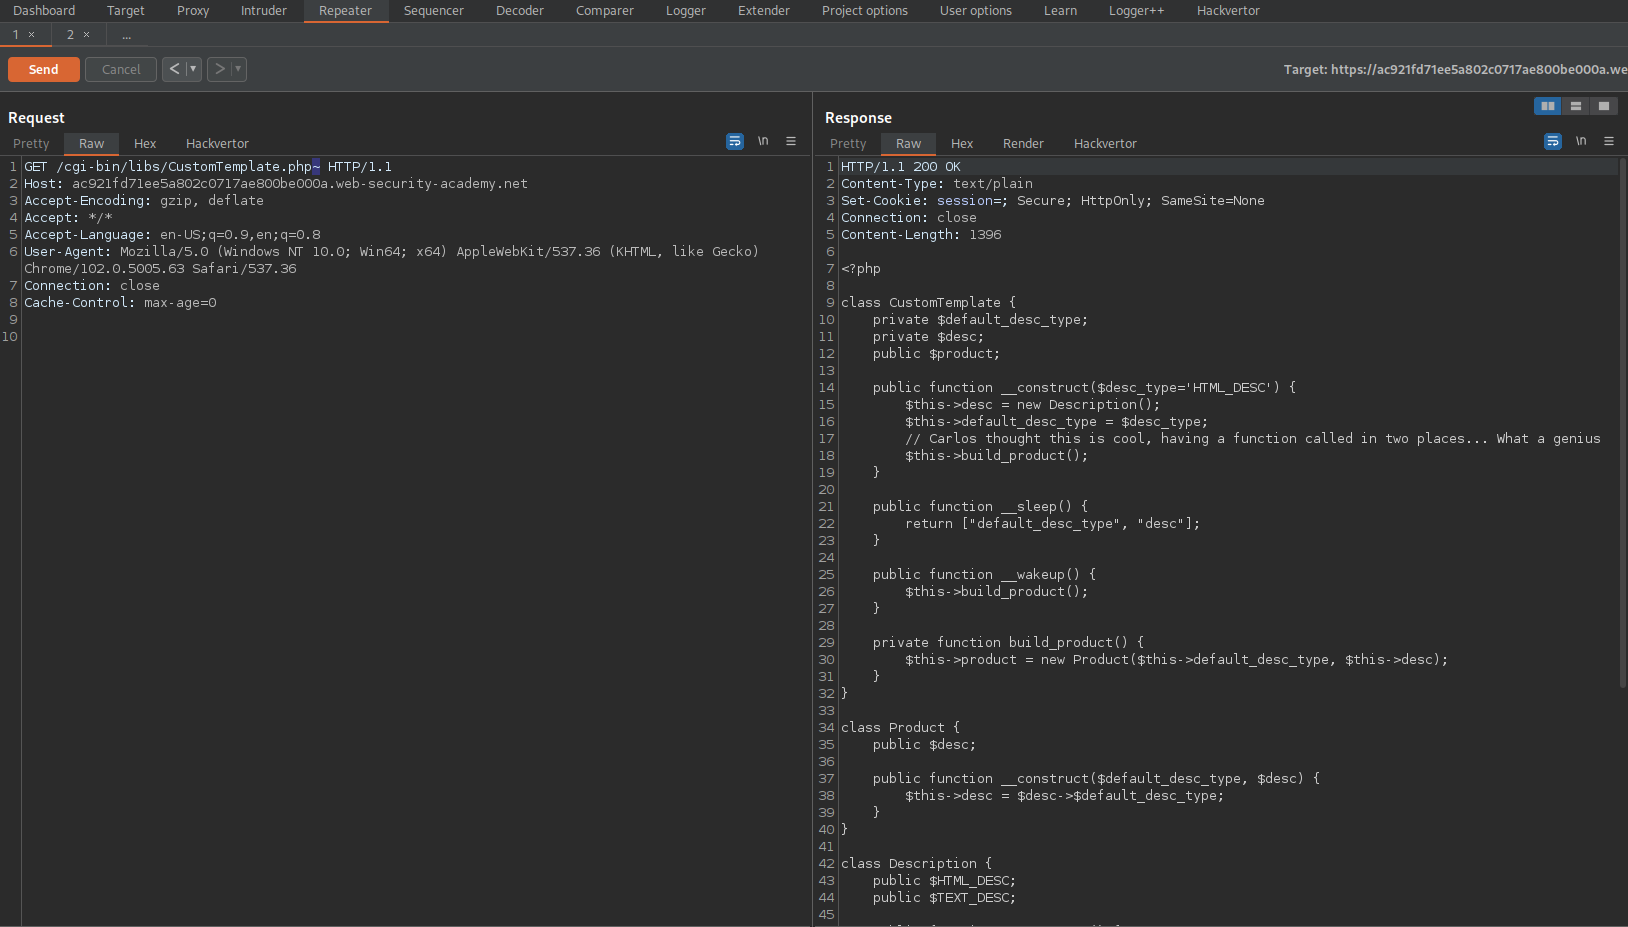 Dashboard Target Proxy Intruder Repeater Sequencer Decoder Comparer Logger Extender Project options User options Learn Logger++ Hackvertor
1 × 2 × ...
Send Cancel < > Target: https://ac921fd71ee5a802c0717ae800be000a.we
Request
Pretty Raw Hex Hackvertor \n
1 GET /cgi-bin/libs/CustomTemplate.php~ HTTP/1.1
2 Host: ac921fd71ee5a802c0717ae800be000a.web-security-academy.net
3 Accept-Encoding: gzip, deflate
4 Accept: */*
5 Accept-Language: en-US;q=0.9,en;q=0.8
6 User-Agent: Mozilla/5.0 (Windows NT 10.0; Win64; x64) AppleWebKit/537.36 (KHTML, like Gecko)
Chrome/102.0.5005.63 Safari/537.36
7 Connection: close
8 Cache-Control: max-age=0
9
10
Response
Pretty Raw Hex Render Hackvertor \n
1 HTTP/1.1 200 OK
2 Content-Type: text/plain
3 Set-Cookie: session=; Secure; HttpOnly; SameSite=None
4 Connection: close
5 Content-Length: 1396
6
7 <?php
8
9 class CustomTemplate {
10 private $default_desc_type;
11 private $desc;
12 public $product;
13
14 public function __construct($desc_type='HTML_DESC') {
15 $this->desc = new Description();
16 $this->default_desc_type = $desc_type;
17 // Carlos thought this is cool, having a function called in two places... What a genius
18 $this->build_product();
19 }
20
21 public function __sleep() {
22 return ["default_desc_type", "desc"];
23 }
24
25 public function __wakeup() {
26 $this->build_product();
27 }
28
29 private function build_product() {
30 $this->product = new Product($this->default_desc_type, $this->desc);
31 }
32 }
33
34 class Product {
35 public $desc;
36
37 public function __construct($default_desc_type, $desc) {
38 $this->desc = $desc->$default_desc_type;
39 }
40 }
41
42 class Description {
43 public $HTML_DESC;
44 public $TEXT_DESC;
45